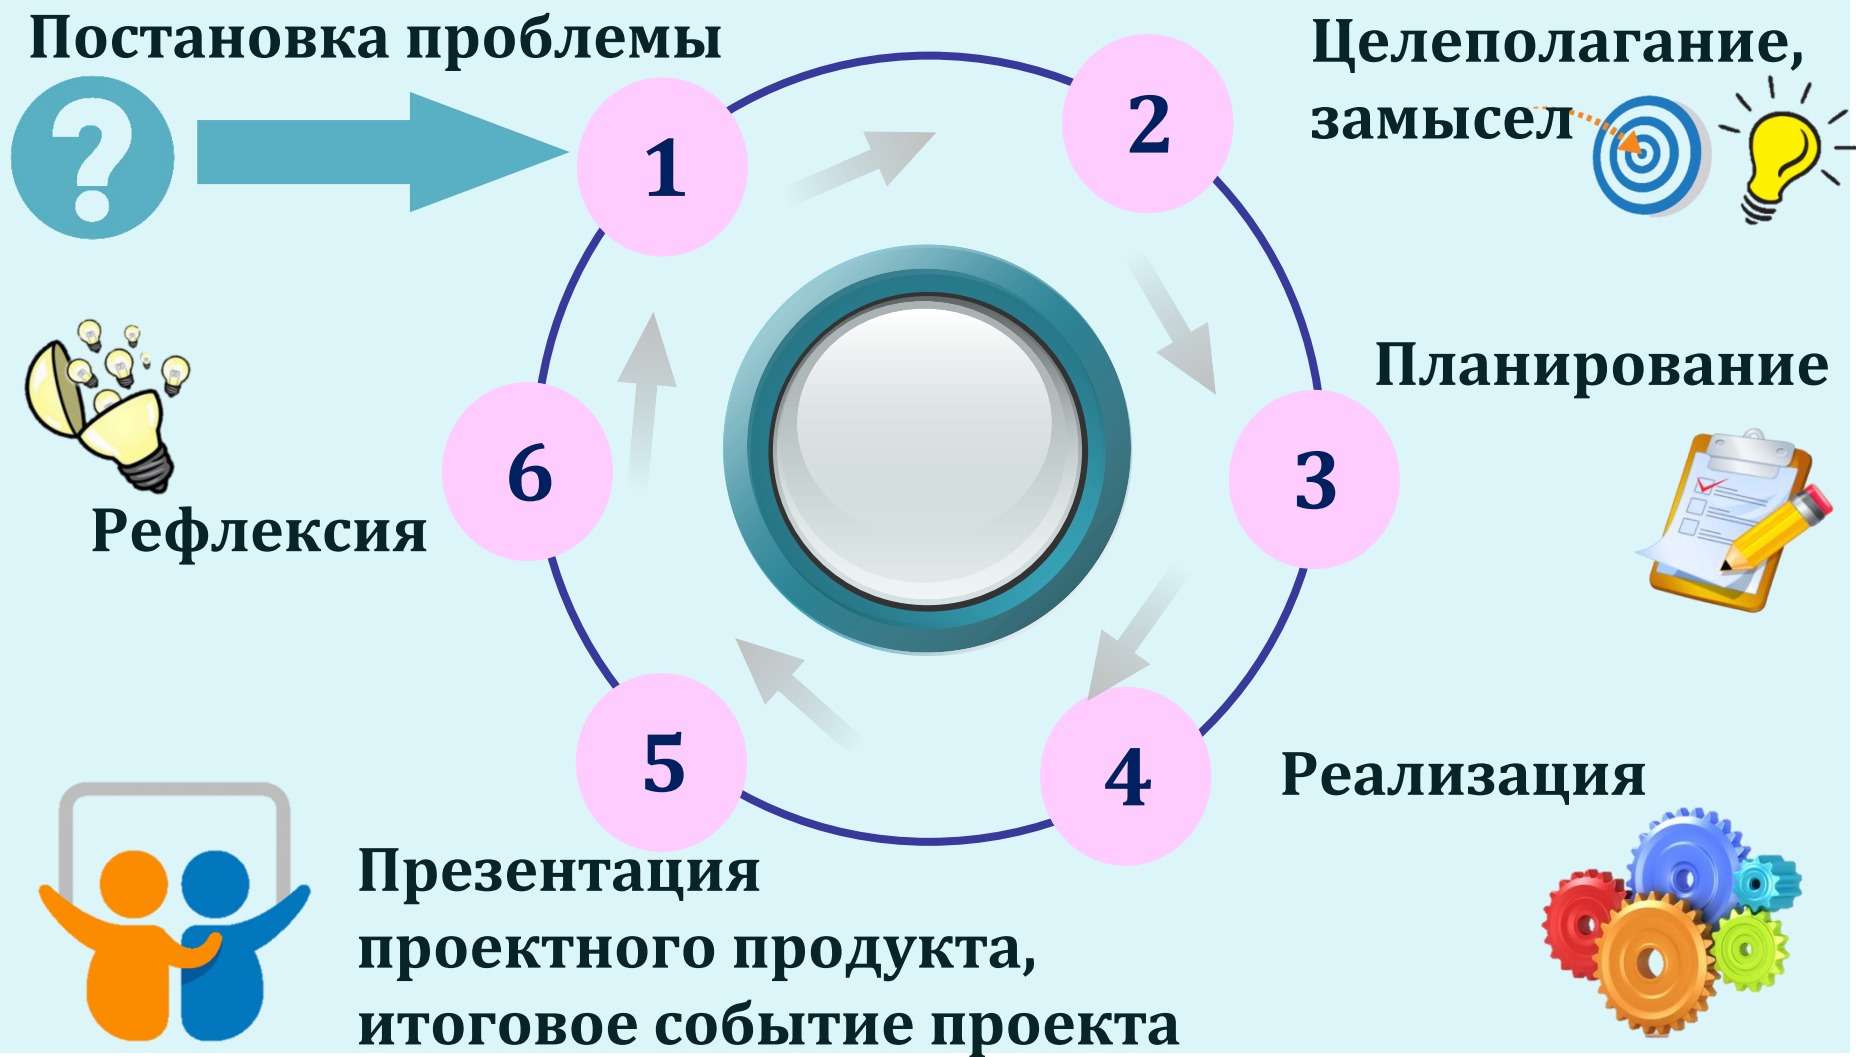 Постановка проблемы
1
2
Целеполагание,
замысел
3
Планирование
4
Реализация
5
Презентация
проектного продукта,
итоговое событие проекта
6
Рефлексия
?